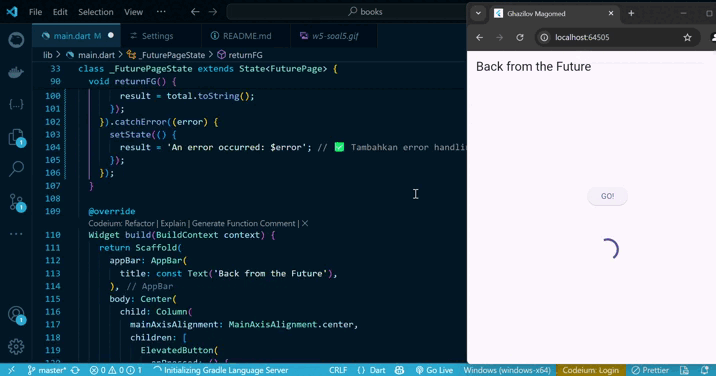 File Edit Selection View ··· books
main.dart M Settings README.md w5-soal5.gif
lib > main.dart > _FuturePageState > returnFG
33 class _FuturePageState extends State<FuturePage> {
90 void returnFG() {
100 result = total.toString();
101 });
102 }).catchError((error) {
103 setState(() {
104 result = 'An error occurred: $error'; // ✅ Tambahkan error handlin
105 });
106 });
107 }
108
109 @override
Codeium: Refactor | Explain | Generate Function Comment | ×
110 Widget build(BuildContext context) {
111 return Scaffold(
112 appBar: AppBar(
113 title: const Text('Back from the Future'),
114 ), // AppBar
115 body: Center(
116 child: Column(
117 mainAxisAlignment: MainAxisAlignment.center,
118 children: [
119 ElevatedButton(
master* 0 0 1 Initializing Gradle Language Server CRLF {} Dart Go Live Windows (windows-x64) Codeium: Login Prettier
1
1
1
Ghazilov Magomed
localhost:64505
Back from the Future
GO!